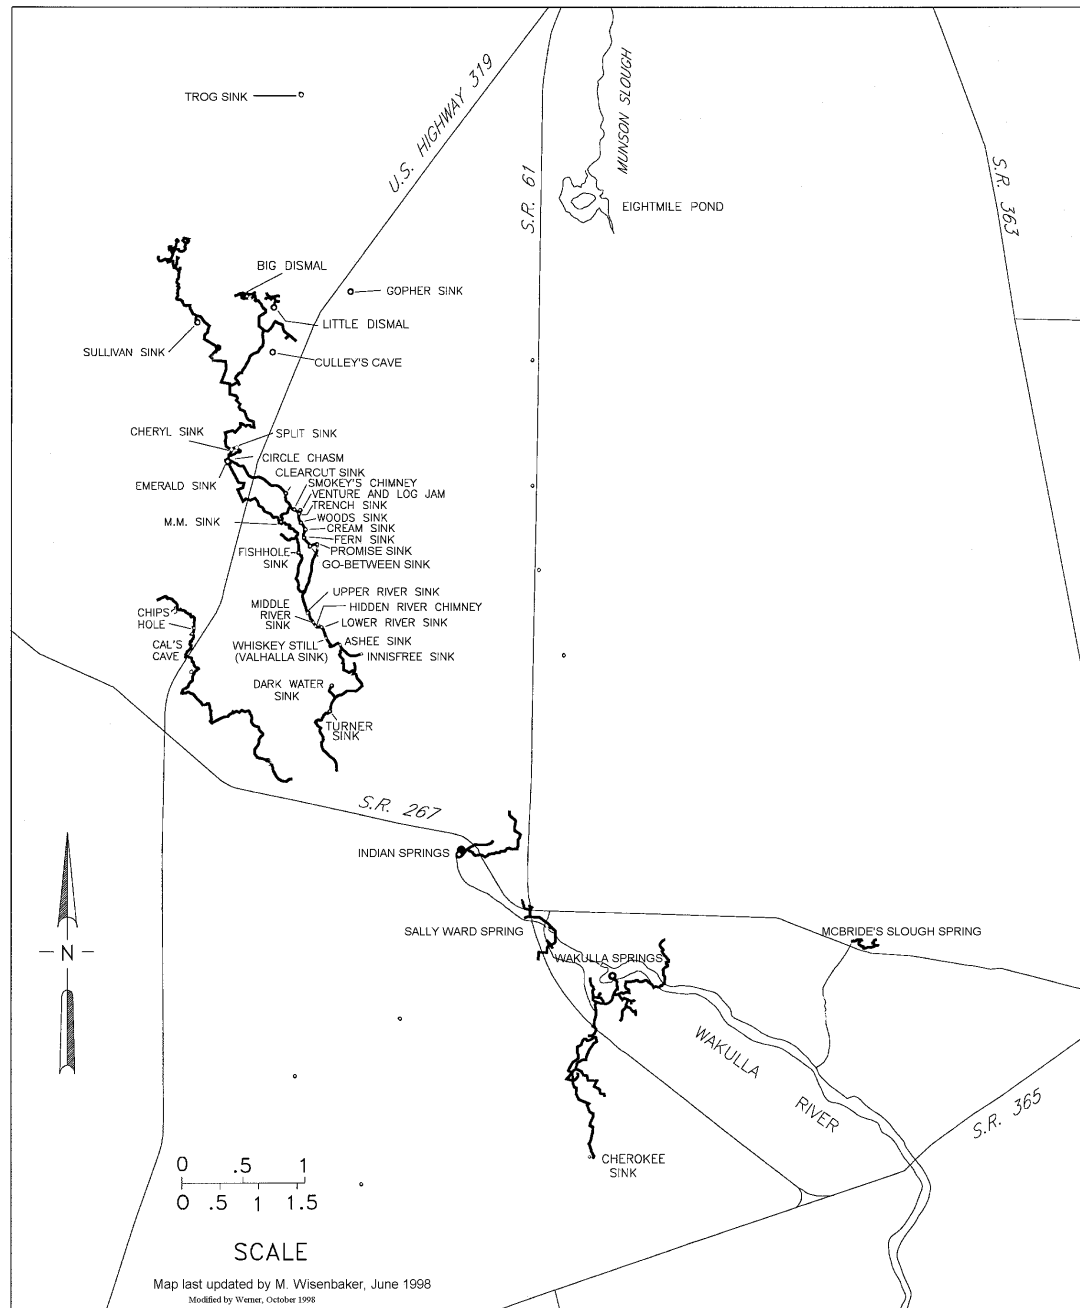 TROG SINK
U.S. HIGHWAY 319
S.R. 61
MUNSON SLOUGH
S.R. 363
EIGHTMILE POND
BIG DISMAL
GOPHER SINK
LITTLE DISMAL
SULLIVAN SINK
CULLEY'S CAVE
CHERYL SINK
SPLIT SINK
CIRCLE CHASM
EMERALD SINK
CLEARCUT SINK
SMOKEY'S CHIMNEY
VENTURE AND LOG JAM
TRENCH SINK
M.M. SINK
WOODS SINK
CREAM SINK
FERN SINK
FISHHOLE
SINK
PROMISE SINK
GO-BETWEEN SINK
UPPER RIVER SINK
MIDDLE
RIVER
SINK
HIDDEN RIVER CHIMNEY
LOWER RIVER SINK
CHIPS
HOLE
CAL'S
CAVE
WHISKEY STILL
(VALHALLA SINK)
ASHEE SINK
INNISFREE SINK
DARK WATER
SINK
TURNER
SINK
S.R. 267
INDIAN SPRINGS
SALLY WARD SPRING
MCBRIDE'S SLOUGH SPRING
WAKULLA SPRINGS
N
WAKULLA
RIVER
S.R. 365
CHEROKEE
SINK
0 .5 1
0 .5 1 1.5
SCALE
Map last updated by M. Wisenbaker, June 1998
Modified by Werner, October 1998